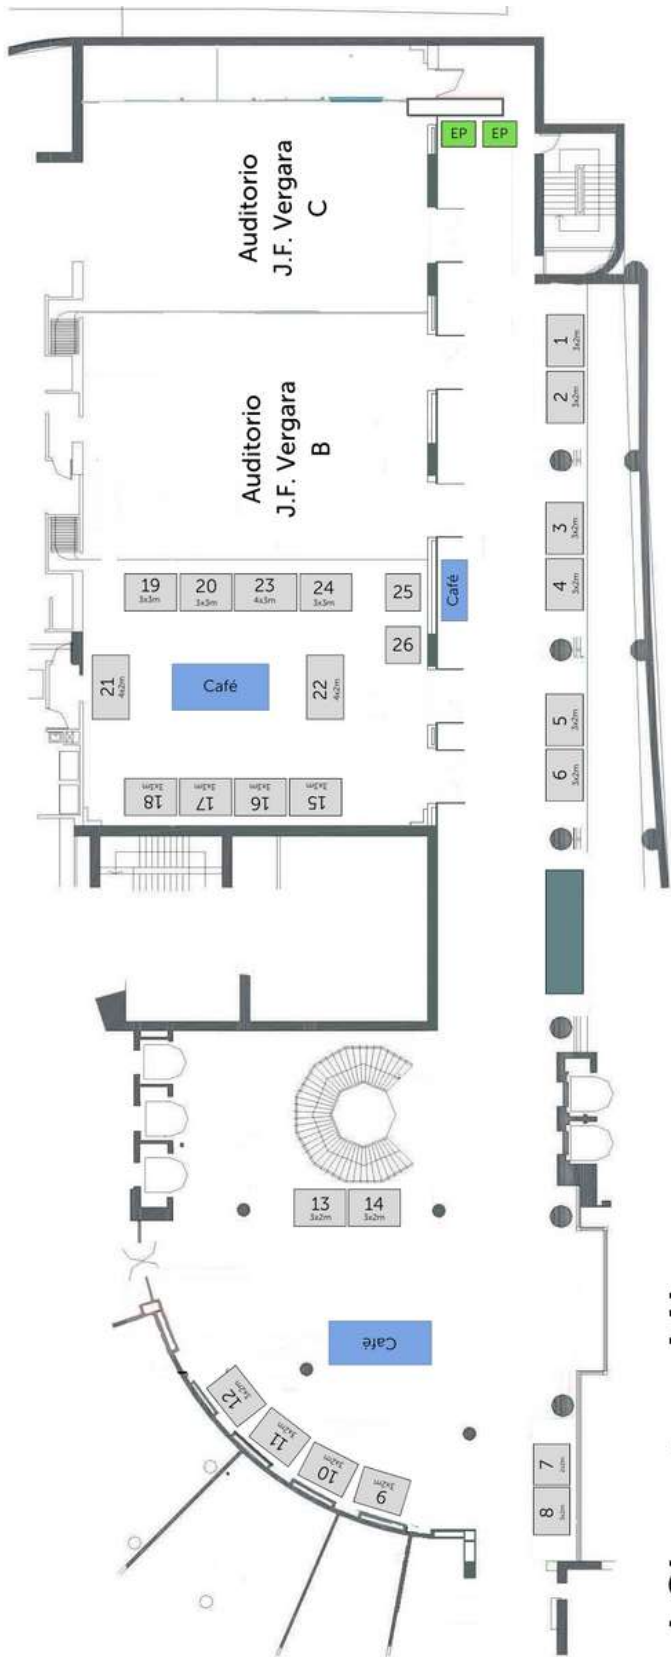 EP
EP
Auditorio
J.F. Vergara
C
1
3x2m
2
3x2m
Auditorio
J.F. Vergara
B
3
3x2m
4
3x2m
19
3x3m
20
3x3m
23
4x3m
24
3x3m
25
Café
26
21
4x2m
Café
22
4x2m
5
3x2m
6
3x2m
18
3x3m
17
3x3m
16
3x3m
15
3x3m
13
3x2m
14
3x2m
Café
12
3x2m
11
3x2m
10
3x2m
9
3x2m
7
8
3x2m